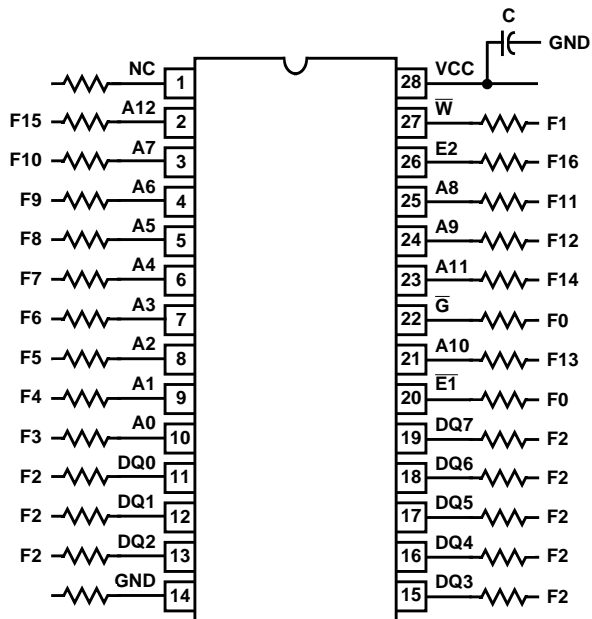 C
GND
NC 1 28 VCC
F15 A12 2 27 W̅ F1
F10 A7 3 26 E2 F16
F9 A6 4 25 A8 F11
F8 A5 5 24 A9 F12
F7 A4 6 23 A11 F14
F6 A3 7 22 G̅ F0
F5 A2 8 21 A10 F13
F4 A1 9 20 E̅1̅ F0
F3 A0 10 19 DQ7 F2
F2 DQ0 11 18 DQ6 F2
F2 DQ1 12 17 DQ5 F2
F2 DQ2 13 16 DQ4 F2
GND 14 15 DQ3 F2